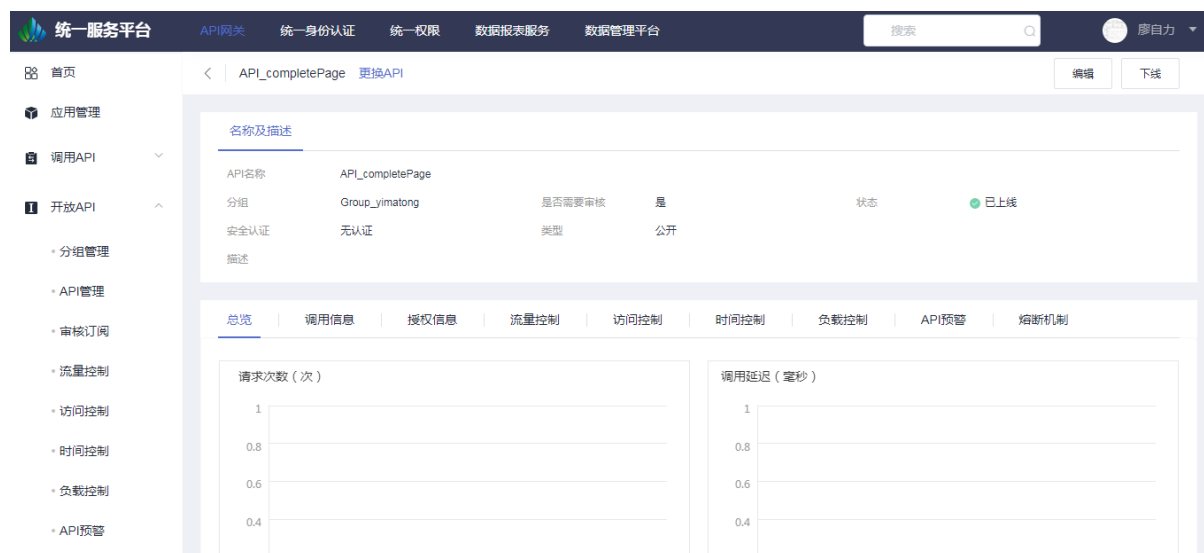 统一服务平台 API网关 统一身份认证 统一权限 数据报表服务 数据管理平台 搜索 廖自力
首页
API_completePage 更换API 编辑 下线
应用管理
名称及描述
调用API
API名称 API_completePage
开放API
分组 Group_yimatong 是否需要审核 是 状态 已上线
安全认证 无认证 类型 公开
分组管理
描述
API管理
总览 调用信息 授权信息 流量控制 访问控制 时间控制 负载控制 API预警 熔断机制
审核订阅
流量控制
请求次数（次） 调用延迟（毫秒）
访问控制
1 1
时间控制
0.8 0.8
负载控制
0.6 0.6
API预警
0.4 0.4